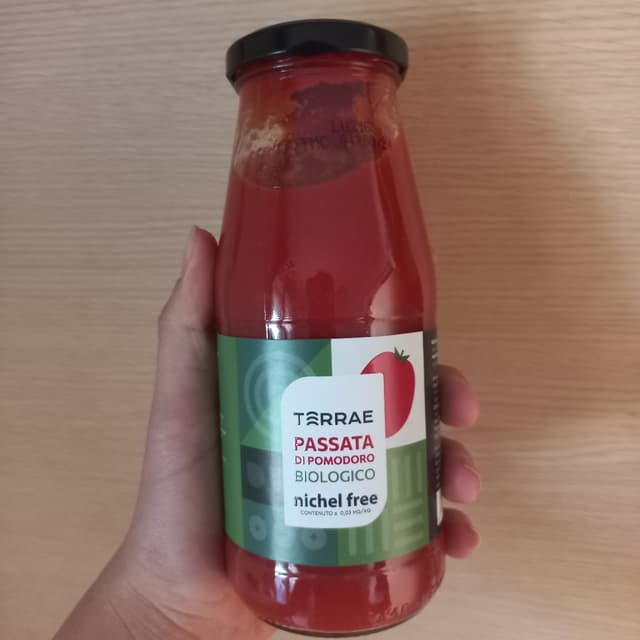 TERRAE
PASSATA
DI POMODORO
BIOLOGICO
nichel free
CONTENUTO ≤ 0,03 MG/KG